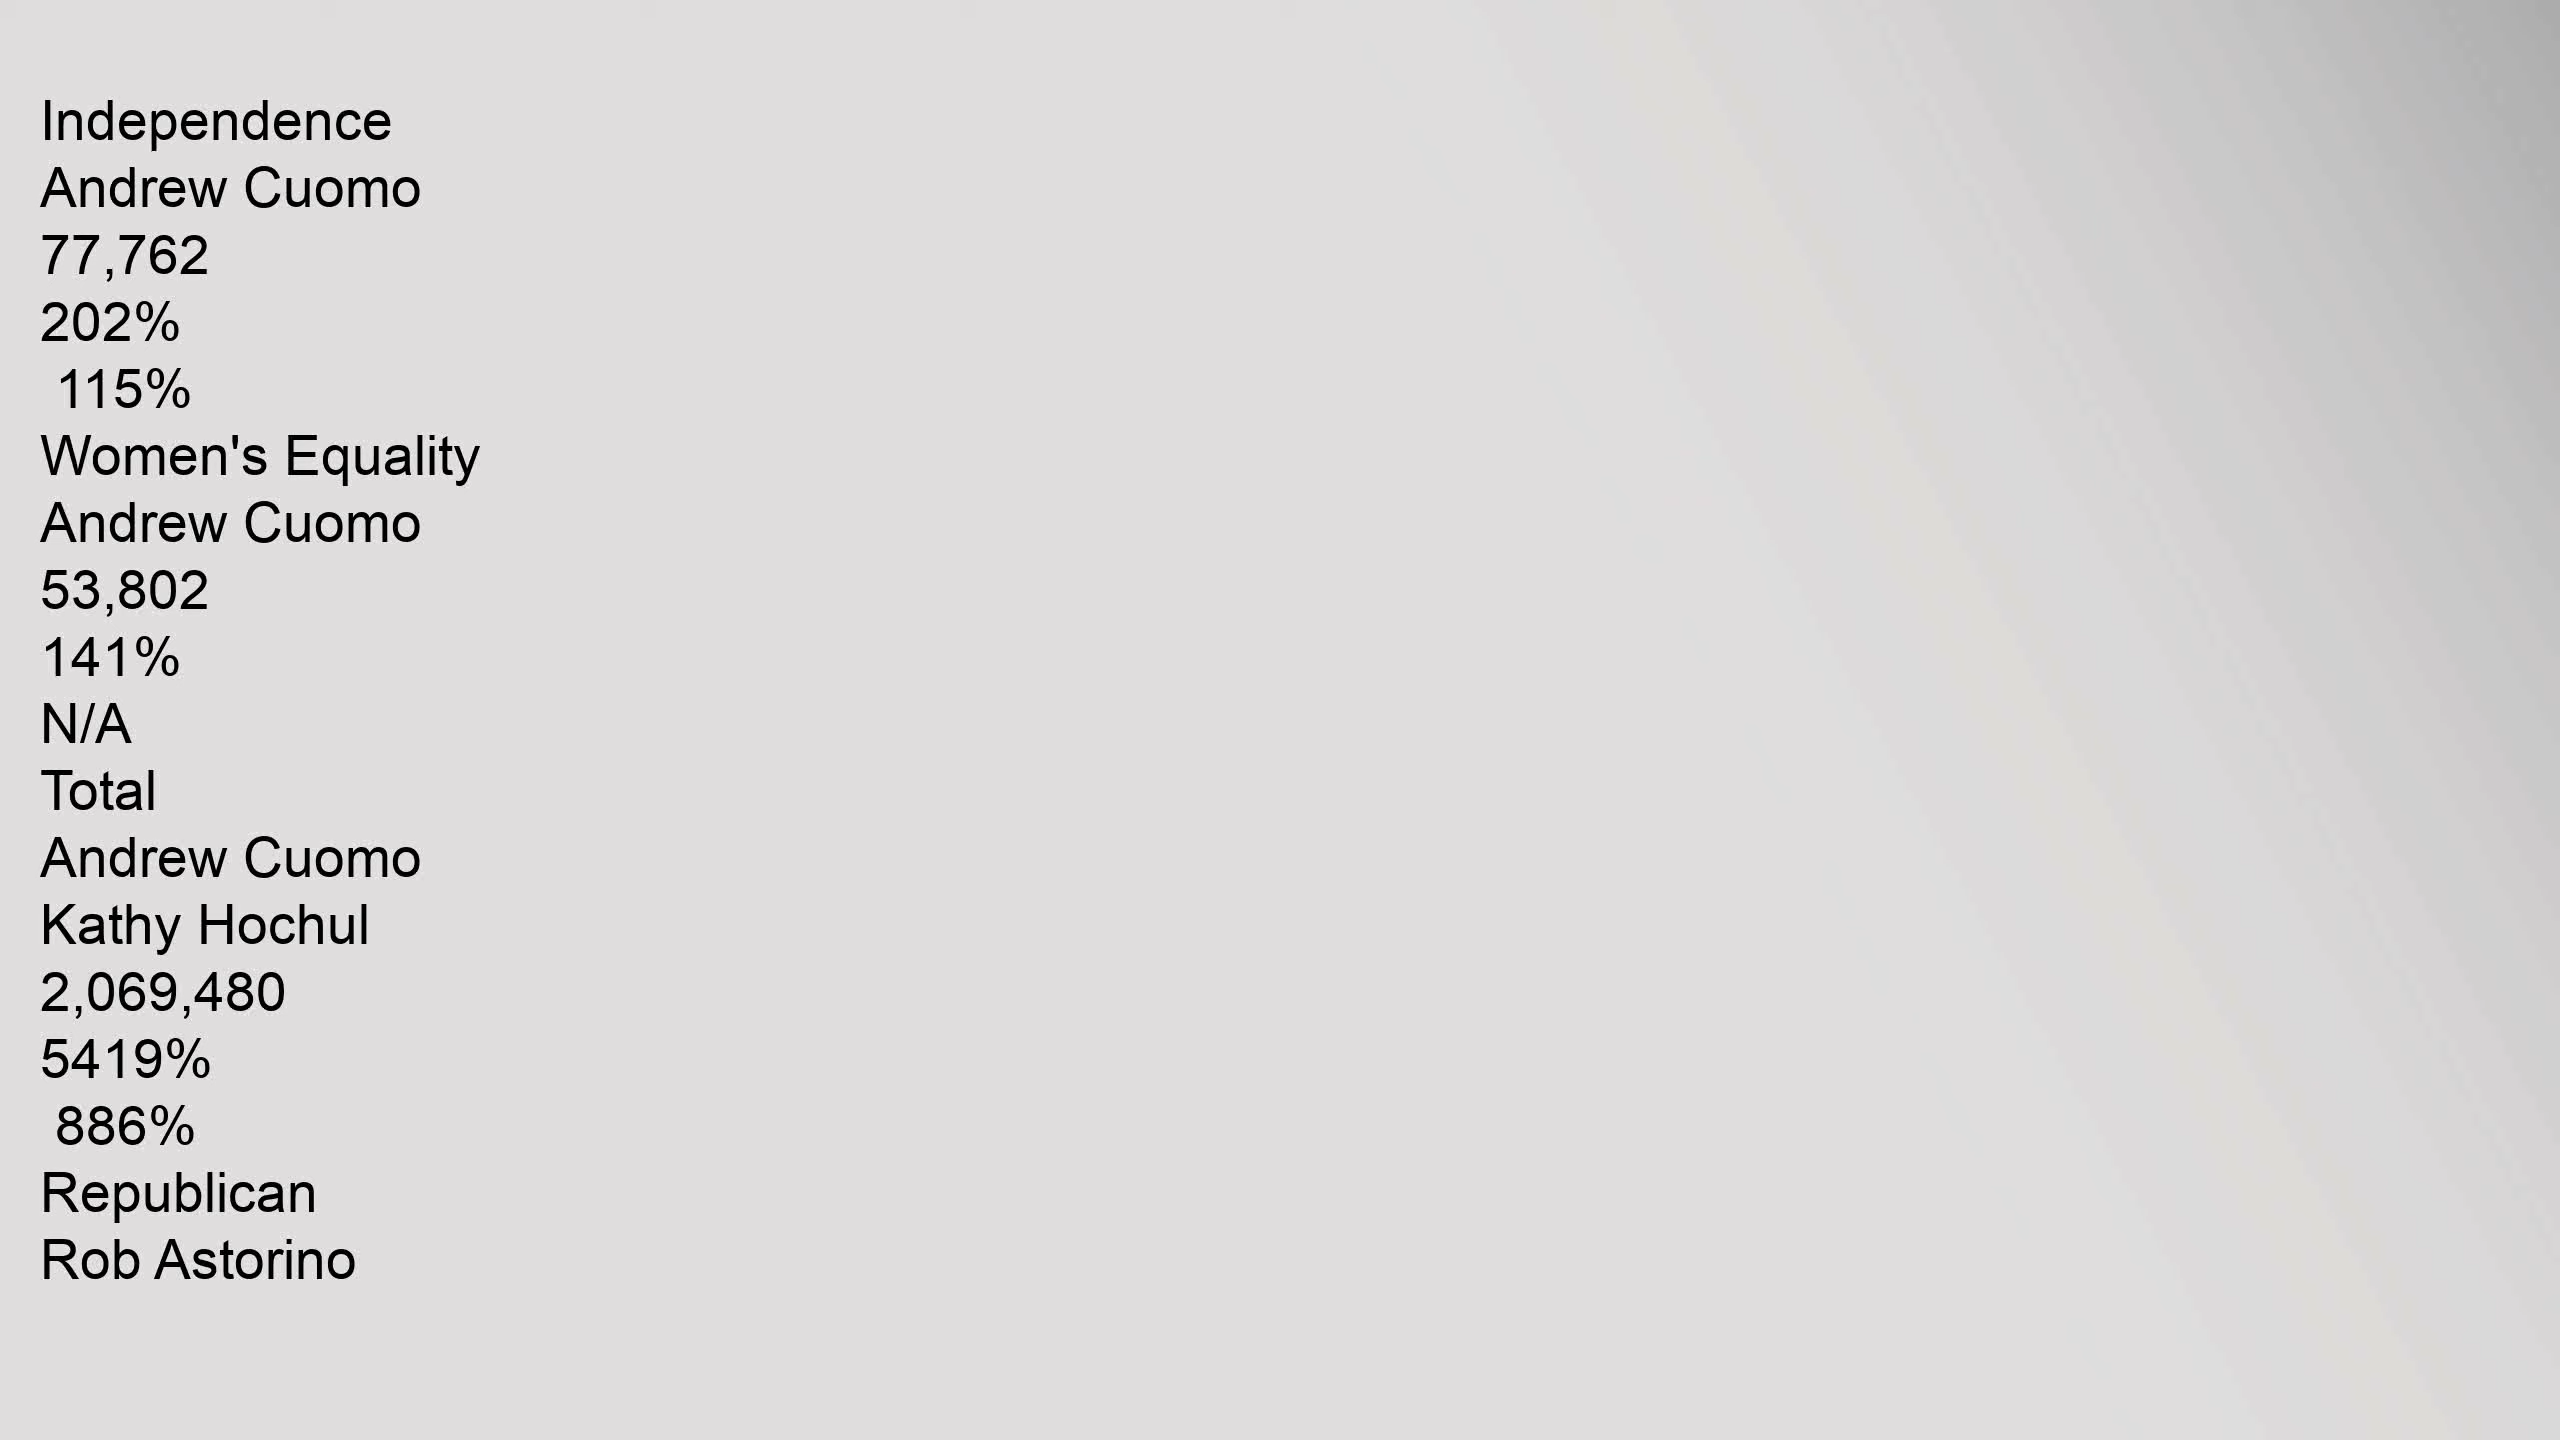 Independence
Andrew Cuomo
77,762
202%
115%
Women's Equality
Andrew Cuomo
53,802
141%
N/A
Total
Andrew Cuomo
Kathy Hochul
2,069,480
5419%
886%
Republican
Rob Astorino